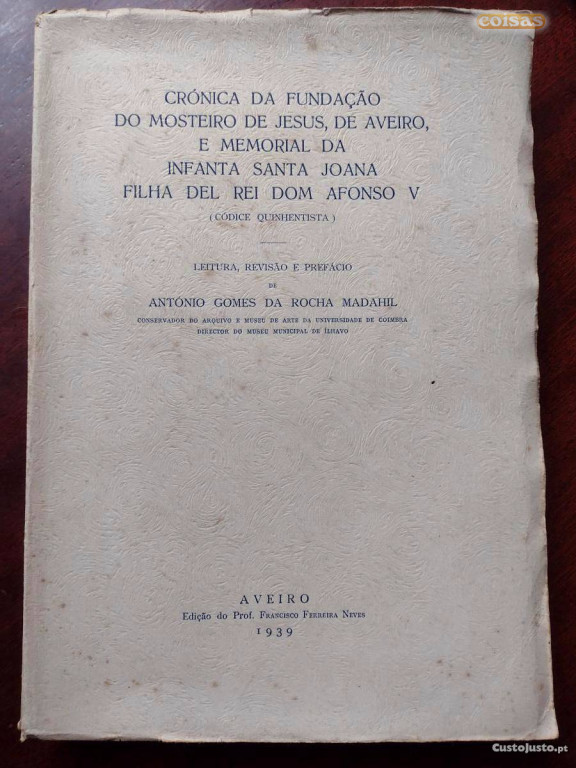 coisas
CRÓNICA DA FUNDAÇÃO
DO MOSTEIRO DE JESUS, DE AVEIRO,
E MEMORIAL DA
INFANTA SANTA JOANA
FILHA DEL REI DOM AFONSO V
(CÓDICE QUINHENTISTA)
LEITURA, REVISÃO E PREFÁCIO
DE
ANTÓNIO GOMES DA ROCHA MADAHIL
CONSERVADOR DO ARQUIVO E MUSEU DE ARTE DA UNIVERSIDADE DE COIMBRA
DIRECTOR DO MUSEU MUNICIPAL DE ÍLHAVO
AVEIRO
Edição do Prof. FRANCISCO FERREIRA NEVES
1939
CustoJusto.pt